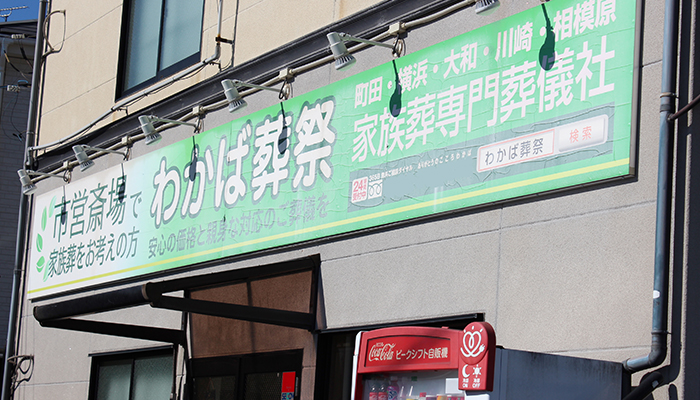 市営斎場で
家族葬をお考えの方
わかば葬祭
安心の価格と親身な対応のご葬儀を
町田・横浜・大和・川崎・相模原
家族葬専門葬儀社
24時間
わかば葬祭 検索
Coca-Cola ピークシフト自販機